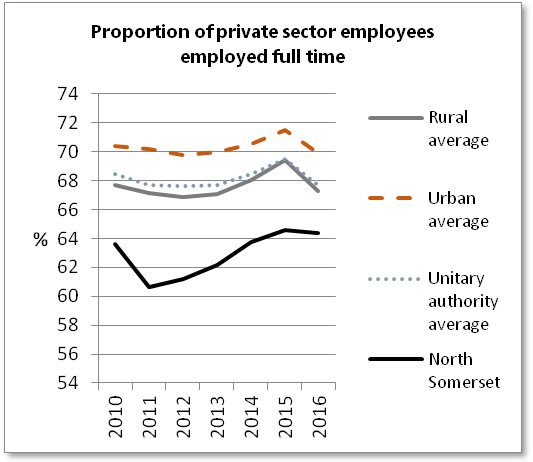 Proportion of private sector employees
employed full time
74
72
70
68
66
64
62
60
58
56
54
%
2010
2011
2012
2013
2014
2015
2016
Rural
average
Urban
average
Unitary
authority
average
North
Somerset